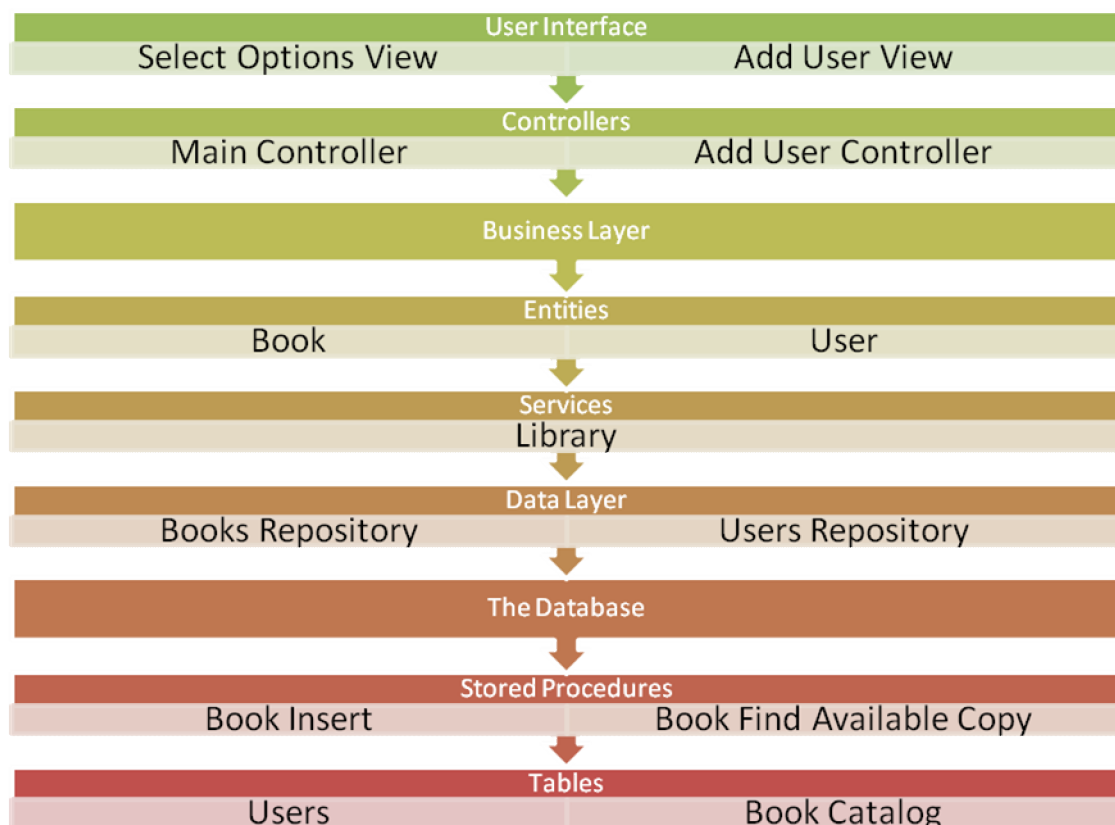 User Interface
Select Options View Add User View
Controllers
Main Controller Add User Controller
Business Layer
Entities
Book User
Services
Library
Data Layer
Books Repository Users Repository
The Database
Stored Procedures
Book Insert Book Find Available Copy
Tables
Users Book Catalog